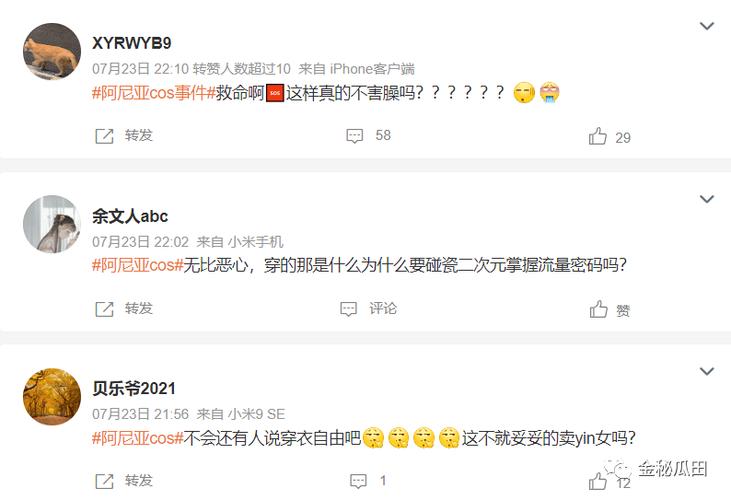 XYRWYB9
07月23日 22:10 转赞人数超过10 来自 iPhone客户端
#阿尼亚cos事件#救命啊🆘这样真的不害臊吗？？？？？？
转发 58 29
余文人abc
07月23日 22:02 来自 小米手机
#阿尼亚cos#无比恶心，穿的那是什么为什么要碰瓷二次元掌握流量密码吗?
转发 评论 赞
贝乐爷2021
07月23日 21:56 来自 小米9 SE
#阿尼亚cos#不会还有人说穿衣自由吧这不就妥妥的卖yin女吗?
转发 1 12
金秘瓜田